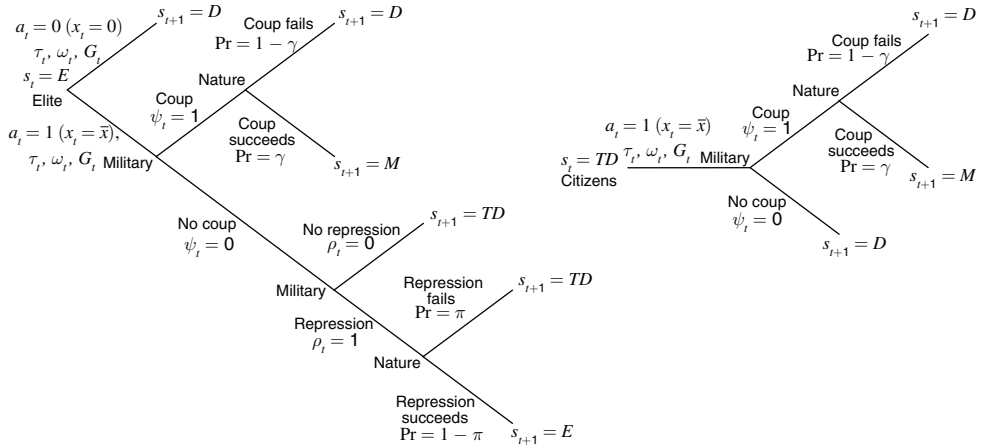 a_t = 0 (x_t = 0)
τ_t, ω_t, G_t
s_t = E
Elite
s_{t+1} = D
a_t = 1 (x_t = x̄),
τ_t, ω_t, G_t
Military
Coup
ψ_t = 1
Nature
Coup fails
Pr = 1 − γ
s_{t+1} = D
Coup
succeeds
Pr = γ
s_{t+1} = M
No coup
ψ_t = 0
Military
No repression
ρ_t = 0
s_{t+1} = TD
Repression
ρ_t = 1
Nature
Repression
fails
Pr = π
s_{t+1} = TD
Repression
succeeds
Pr = 1 − π
s_{t+1} = E
a_t = 1 (x_t = x̄)
s_t = TD
τ_t, ω_t, G_t
Citizens
Military
Coup
ψ_t = 1
Nature
Coup fails
Pr = 1 − γ
s_{t+1} = D
Coup
succeeds
Pr = γ
s_{t+1} = M
No coup
ψ_t = 0
s_{t+1} = D